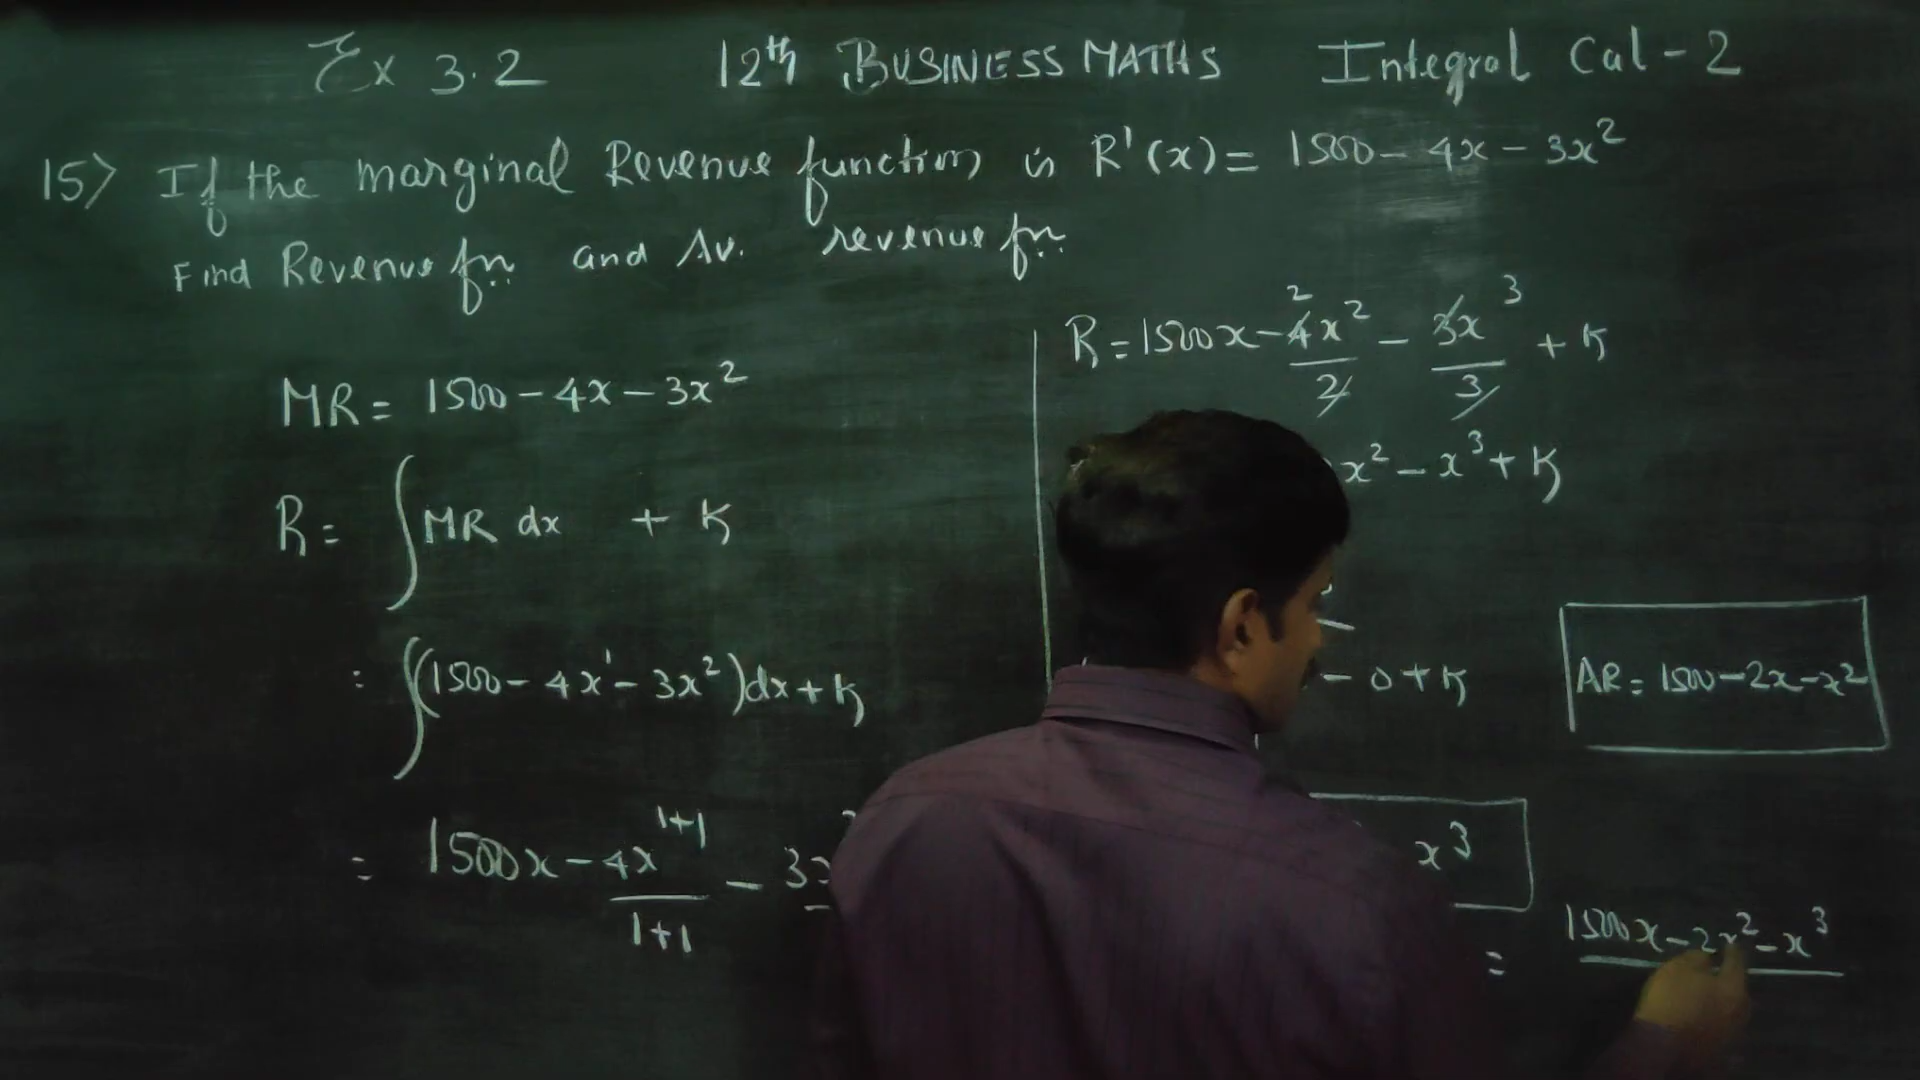 Ex 3.2 12th BUSINESS MATHS Integral Cal - 2
15) If the marginal Revenue function is R'(x) = 1500 - 4x - 3x²
Find Revenue fn. and Av. revenue fn.
MR = 1500 - 4x - 3x²
R = ∫ MR dx + K
= ∫(1500 - 4x¹ - 3x²)dx + K
= 1500x - 4x^(1+1)/(1+1) - 3x
R = 1500x - 4x²/2 - 3x³/3 + K
2
x² - x³ + K
- 0 + K
x³
AR = 1500 - 2x - x²
= 1500x - 2x² - x³